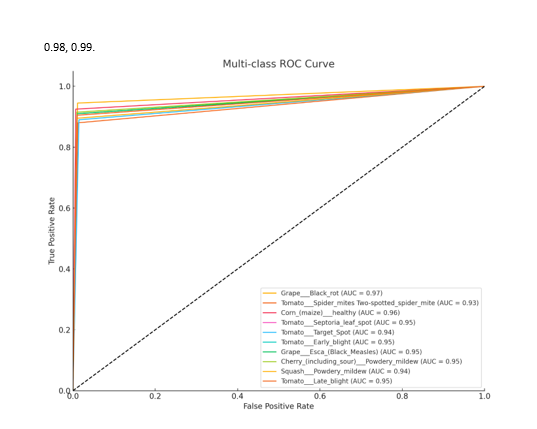 0.98, 0.99.
Multi-class ROC Curve
1.0
0.8
0.6
0.4
0.2
0.0
True Positive Rate
Grape___Black_rot (AUC = 0.97)
Tomato___Spider_mites Two-spotted_spider_mite (AUC = 0.93)
Corn_(maize)___healthy (AUC = 0.96)
Tomato___Septoria_leaf_spot (AUC = 0.95)
Tomato___Target_Spot (AUC = 0.94)
Tomato___Early_blight (AUC = 0.95)
Grape___Esca_(Black_Measles) (AUC = 0.95)
Cherry_(including_sour)___Powdery_mildew (AUC = 0.95)
Squash___Powdery_mildew (AUC = 0.94)
Tomato___Late_blight (AUC = 0.95)
0.0 0.2 0.4 0.6 0.8 1.0
False Positive Rate